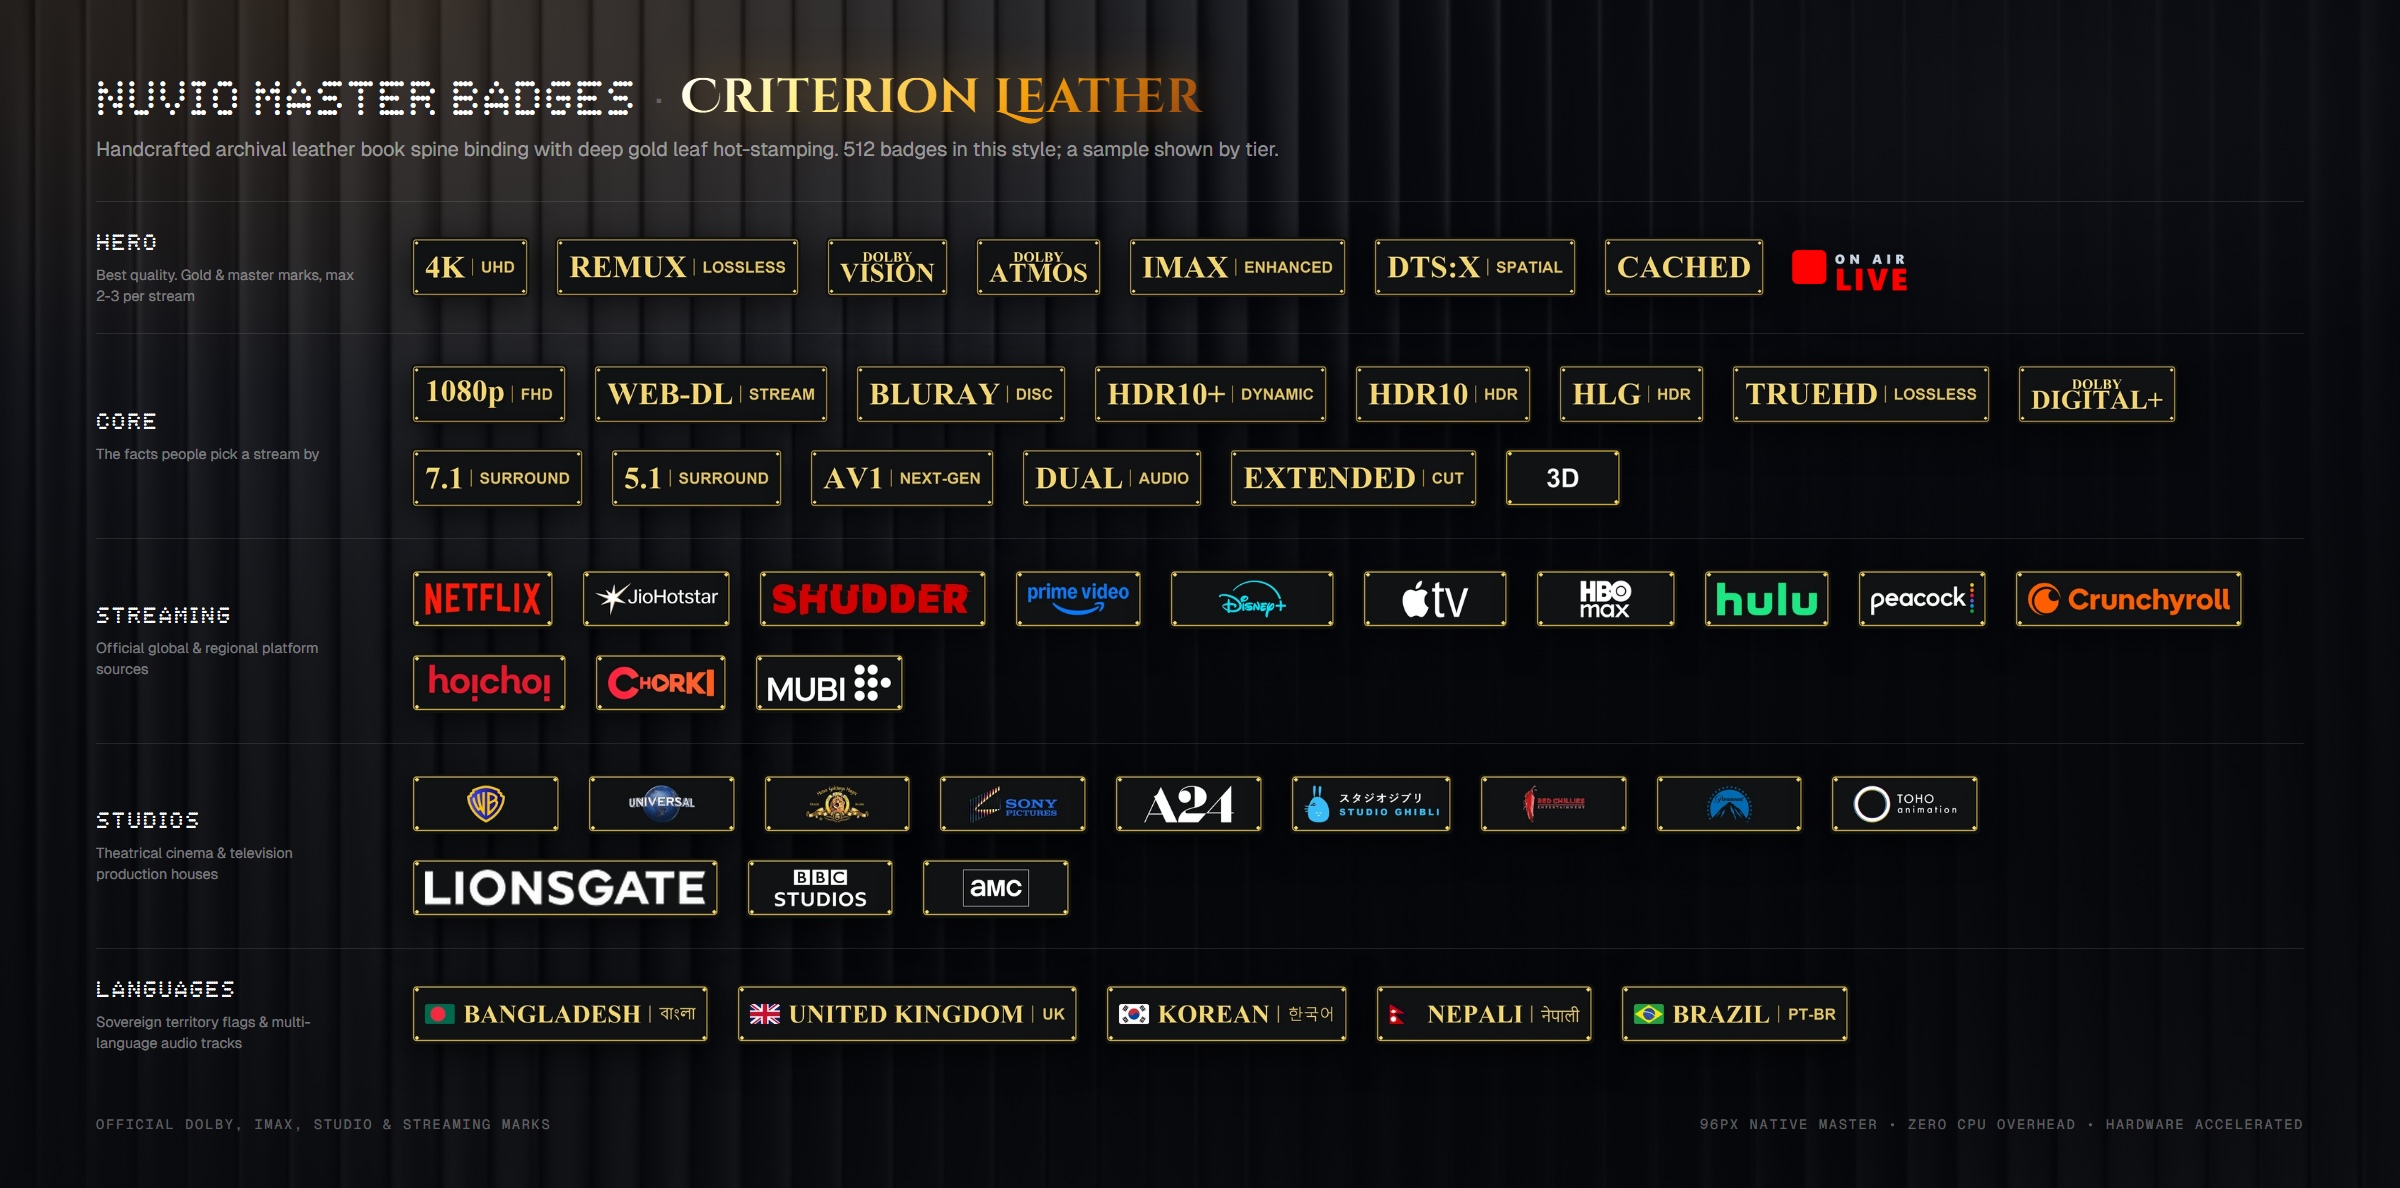 NUVIO MASTER BADGES · CRITERION LEATHER
Handcrafted archival leather book spine binding with deep gold leaf hot-stamping. 512 badges in this style; a sample shown by tier.
HERO
Best quality. Gold & master marks, max
2-3 per stream
4K | UHD
REMUX | LOSSLESS
DOLBY
VISION
DOLBY
ATMOS
IMAX | ENHANCED
DTS:X | SPATIAL
CACHED
ON AIR
LIVE
CORE
The facts people pick a stream by
1080p | FHD
WEB-DL | STREAM
BLURAY | DISC
HDR10+ | DYNAMIC
HDR10 | HDR
HLG | HDR
TRUEHD | LOSSLESS
DOLBY
DIGITAL+
7.1 | SURROUND
5.1 | SURROUND
AV1 | NEXT-GEN
DUAL | AUDIO
EXTENDED | CUT
3D
STREAMING
Official global & regional platform
sources
NETFLIX
JioHotstar
SHUDDER
prime video
Disney+
tv
HBO
max
hulu
peacock
Crunchyroll
hoichoi
CHORKI
MUBI
STUDIOS
Theatrical cinema & television
production houses
WB
UNIVERSAL
SONY
PICTURES
A24
スタジオジブリ
STUDIO GHIBLI
RED CHILLIES
ENTERTAINMENT
Paramount
TOHO
animation
LIONSGATE
BBC
STUDIOS
aMC
LANGUAGES
Sovereign territory flags & multi-
language audio tracks
BANGLADESH | বাংলা
UNITED KINGDOM | UK
KOREAN | 한국어
NEPALI | नेपाली
BRAZIL | PT-BR
OFFICIAL DOLBY, IMAX, STUDIO & STREAMING MARKS
96PX NATIVE MASTER • ZERO CPU OVERHEAD • HARDWARE ACCELERATED